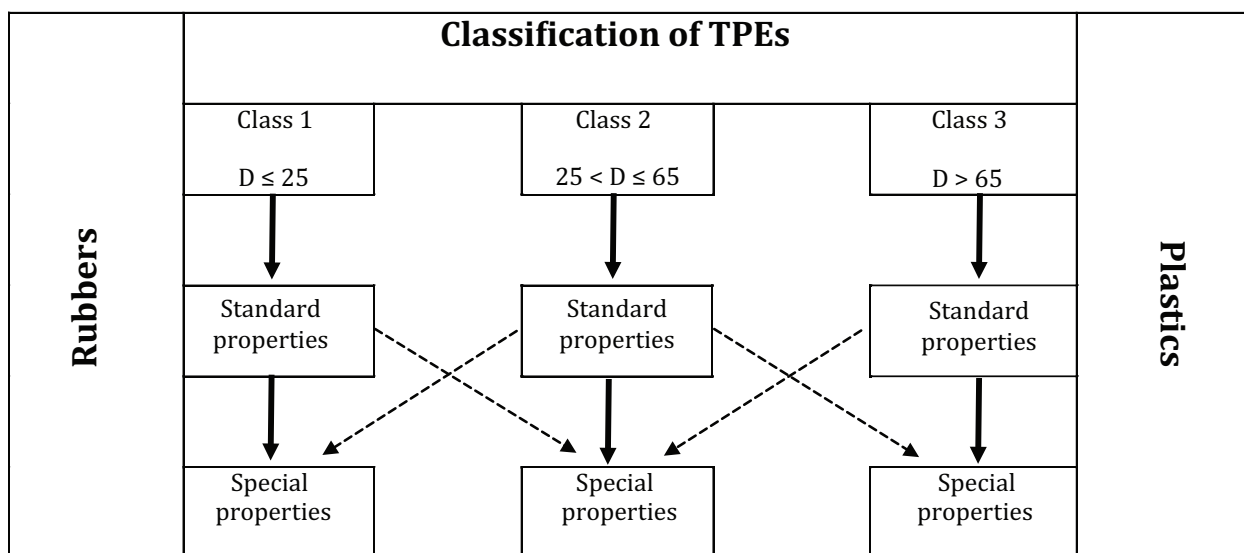 Classification of TPEs
Rubbers
Class 1
D ≤ 25
Class 2
25 < D ≤ 65
Class 3
D > 65
Plastics
Standard
properties
Standard
properties
Standard
properties
Special
properties
Special
properties
Special
properties